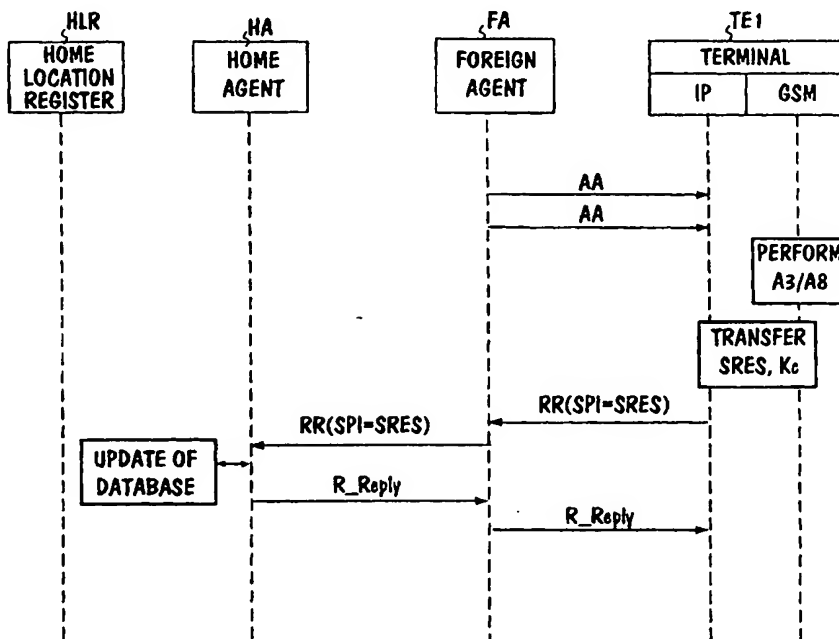 HLR
HA
FA
TE1
HOME
LOCATION
REGISTER
HOME
AGENT
FOREIGN
AGENT
TERMINAL
IP
GSM
AA
AA
PERFORM
A3/A8
TRANSFER
SRES, Kc
RR(SPI=SRES)
RR(SPI=SRES)
UPDATE OF
DATABASE
R_Reply
R_Reply